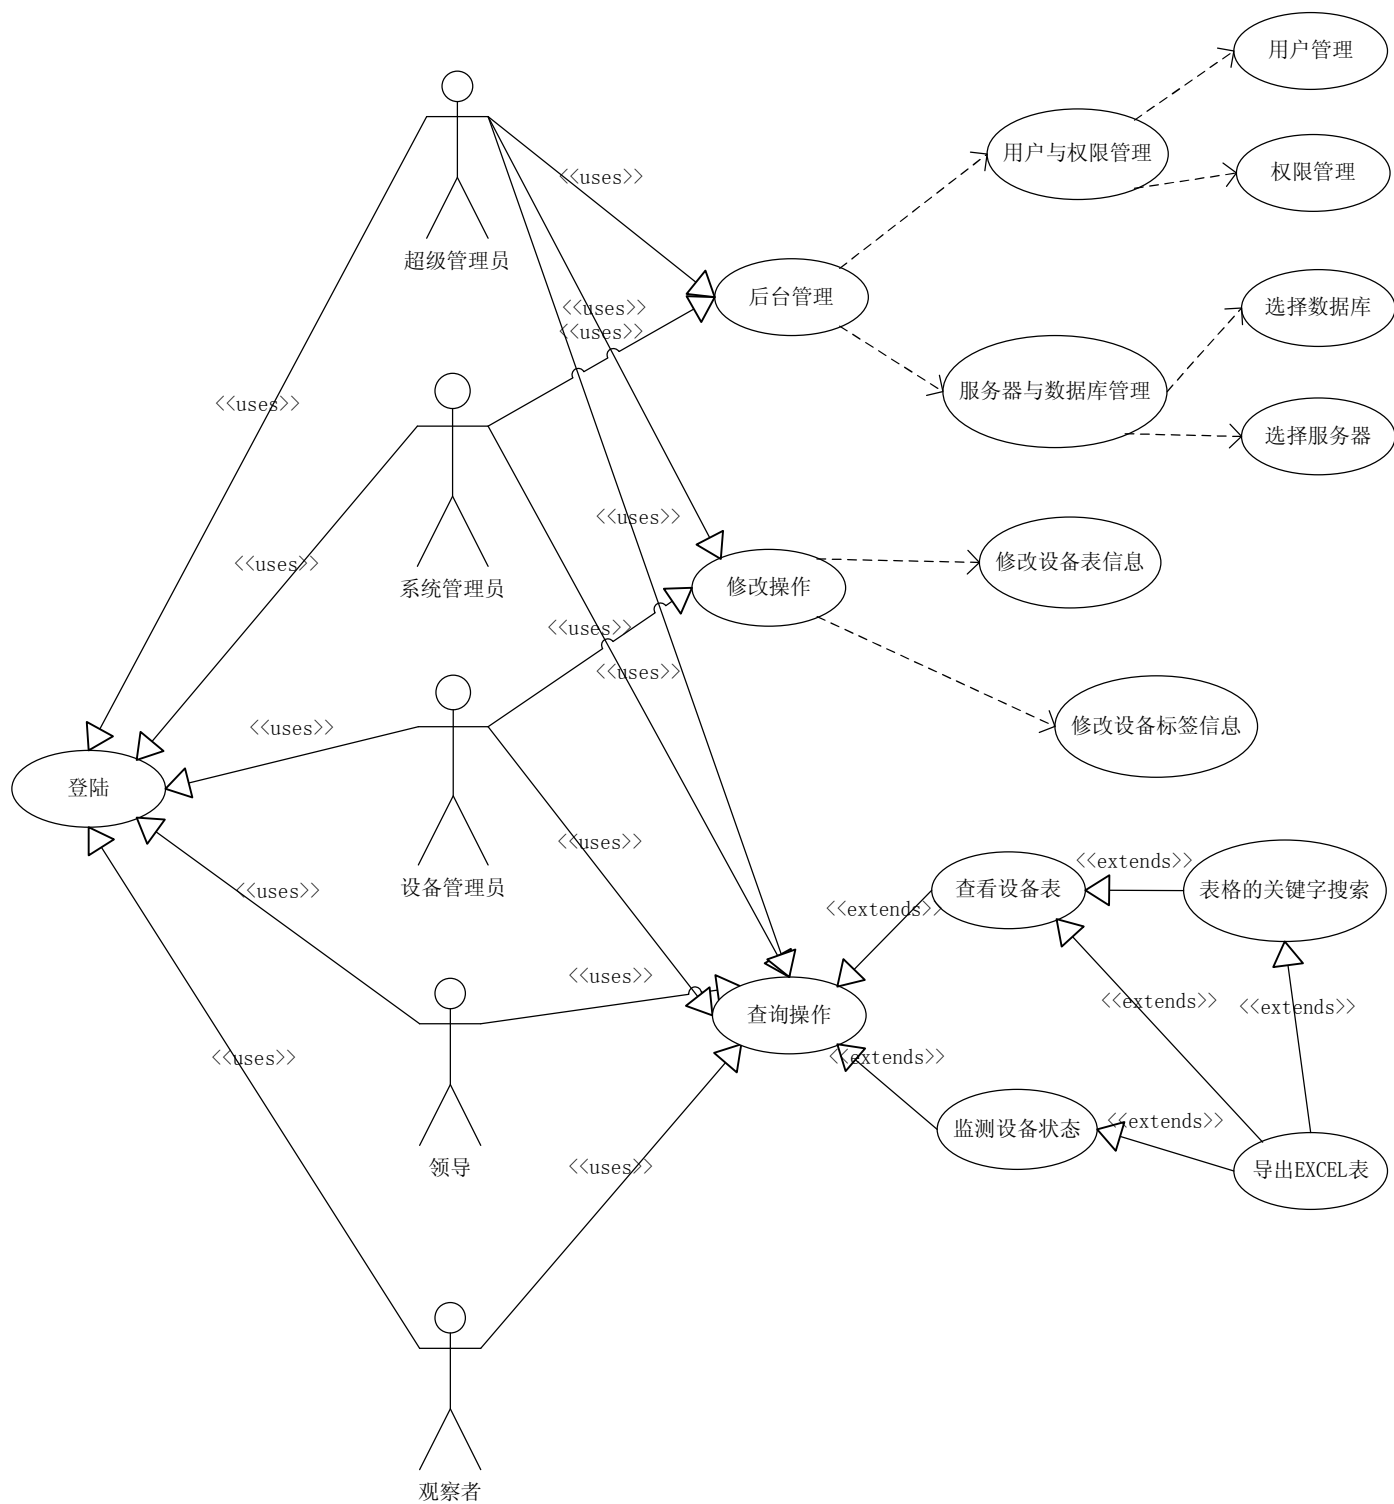 用户管理
用户与权限管理
权限管理
<<uses>>
超级管理员
后台管理
选择数据库
<<uses>>
<<uses>>
服务器与数据库管理
<<uses>>
选择服务器
<<uses>>
<<uses>>
修改设备表信息
系统管理员
修改操作
<<uses>>
<<uses>>
<<uses>>
修改设备标签信息
登陆
<<uses>>
<<extends>>
设备管理员
查看设备表
表格的关键字搜索
<<uses>>
<<extends>>
<<uses>>
<<extends>>
<<extends>>
查询操作
<<uses>>
<<extends>>
<<extends>>
监测设备状态
领导
<<uses>>
导出EXCEL表
观察者